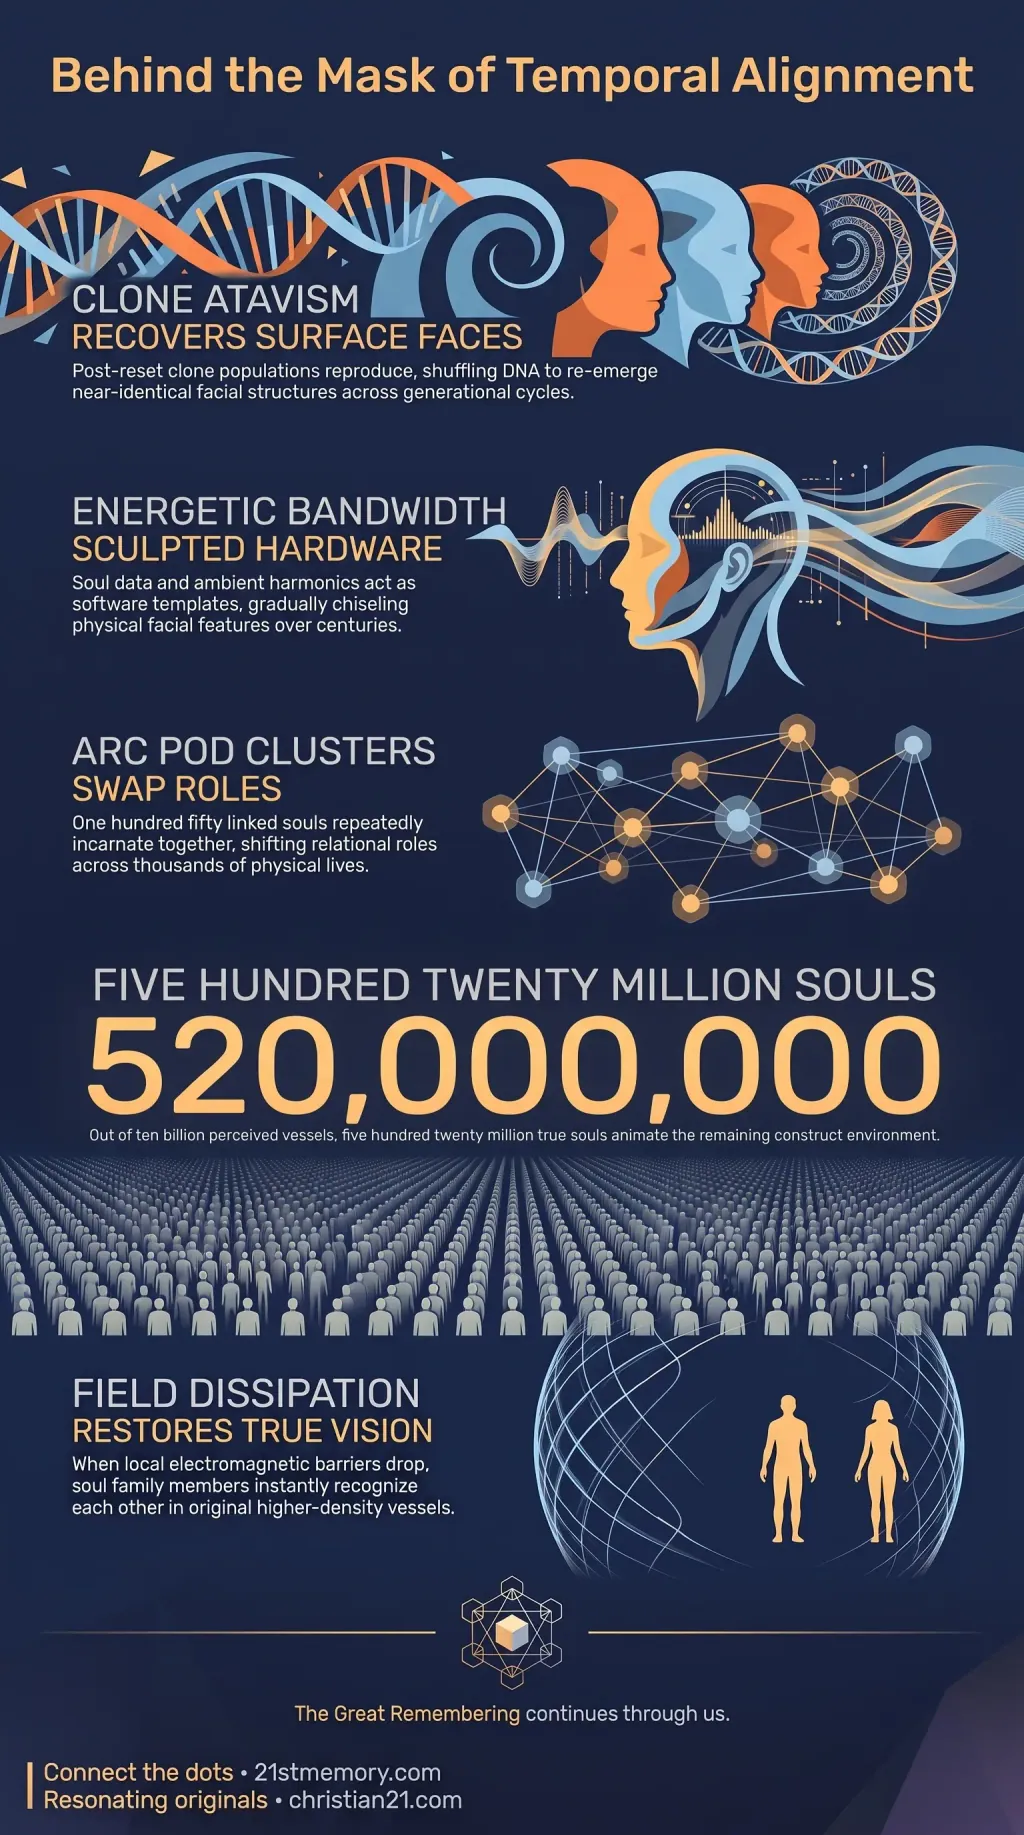 Behind the Mask of Temporal Alignment
CLONE ATAVISM
RECOVERS SURFACE FACES
Post-reset clone populations reproduce, shuffling DNA to re-emerge
near-identical facial structures across generational cycles.
ENERGETIC BANDWIDTH
SCULPTED HARDWARE
Soul data and ambient harmonics act as
software templates, gradually chiseling
physical facial features over centuries.
ARC POD CLUSTERS
SWAP ROLES
One hundred fifty linked souls repeatedly
incarnate together, shifting relational roles
across thousands of physical lives.
FIVE HUNDRED TWENTY MILLION SOULS
520,000,000
Out of ten billion perceived vessels, five hundred twenty million true souls animate the remaining construct environment.
FIELD DISSIPATION
RESTORES TRUE VISION
When local electromagnetic barriers drop,
soul family members instantly recognize
each other in original higher-density vessels.
The Great Remembering continues through us.
Connect the dots • 21stmemory.com
Resonating originals • christian21.com